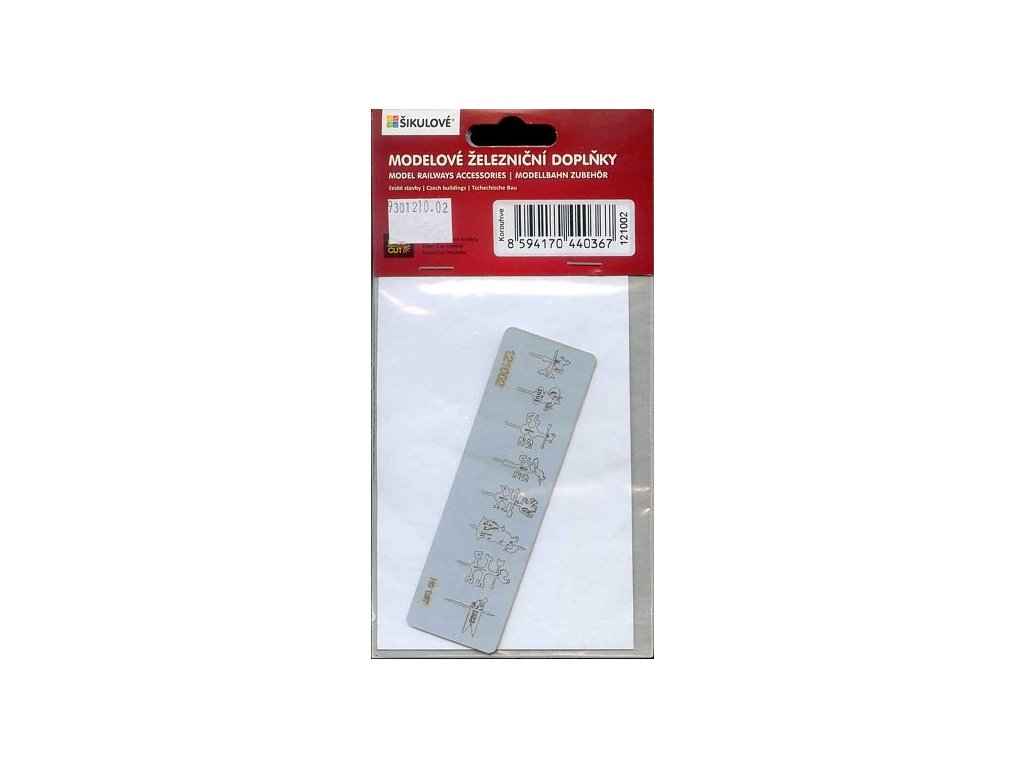 ŠIKULOVÉ
MODELOVÉ ŽELEZNIČNÍ DOPLŇKY
MODEL RAILWAYS ACCESSORIES | MODELLBAHN ZUBEHÖR
české stavby | Czech buildings | Tschechische Bau
9301210.02
Korouhve
8 594170 440367
121002
CUT
121002
H0 1:87